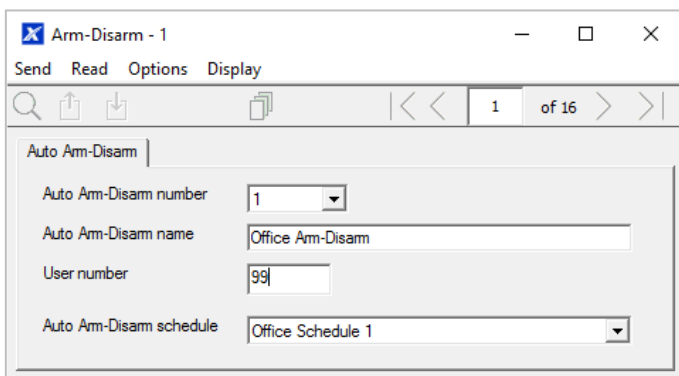 Arm-Disarm - 1
Send Read Options Display
1 of 16
Auto Arm-Disarm
Auto Arm-Disarm number 1
Auto Arm-Disarm name Office Arm-Disarm
User number 99
Auto Arm-Disarm schedule Office Schedule 1